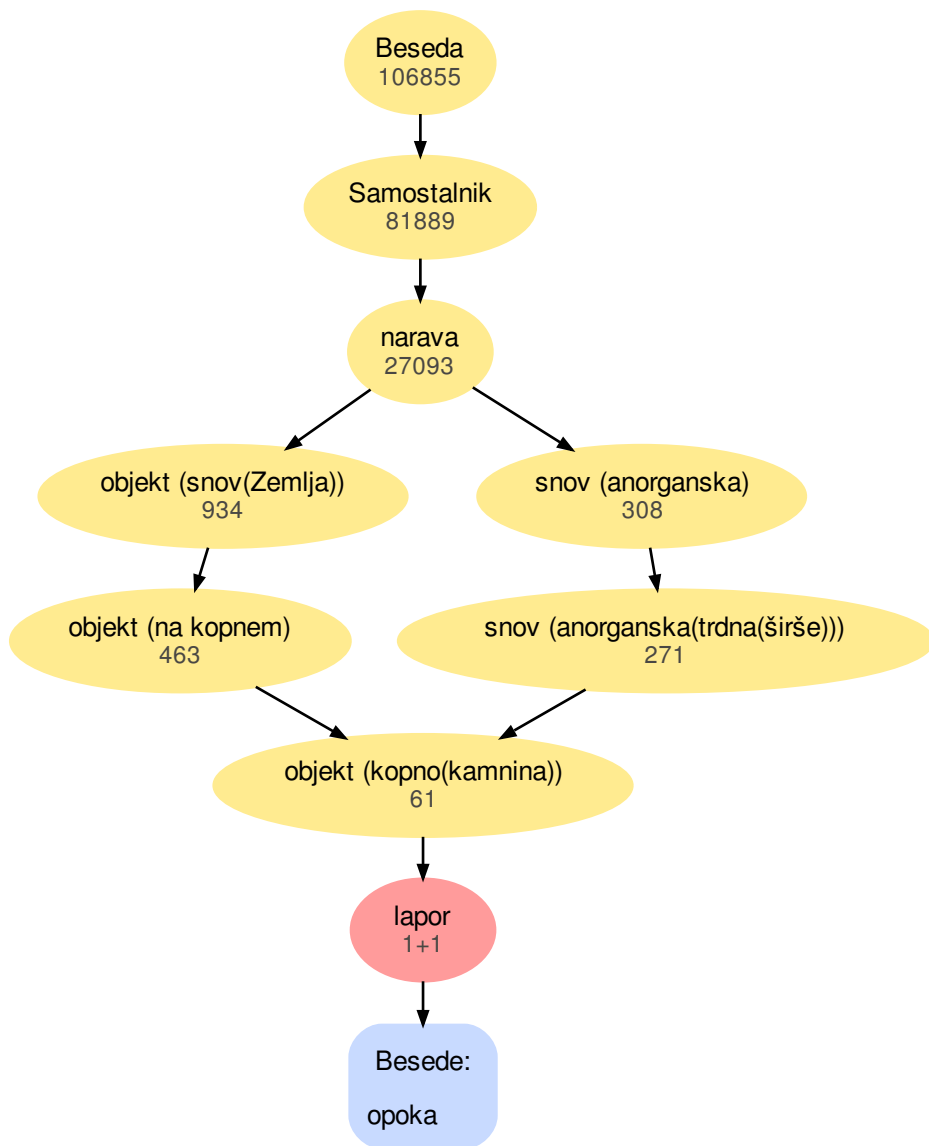 Beseda
106855
Samostalnik
81889
narava
27093
objekt (snov(Zemlja))
934
snov (anorganska)
308
objekt (na kopnem)
463
snov (anorganska(trdna(širše)))
271
objekt (kopno(kamnina))
61
lapor
1+1
Besede:
opoka